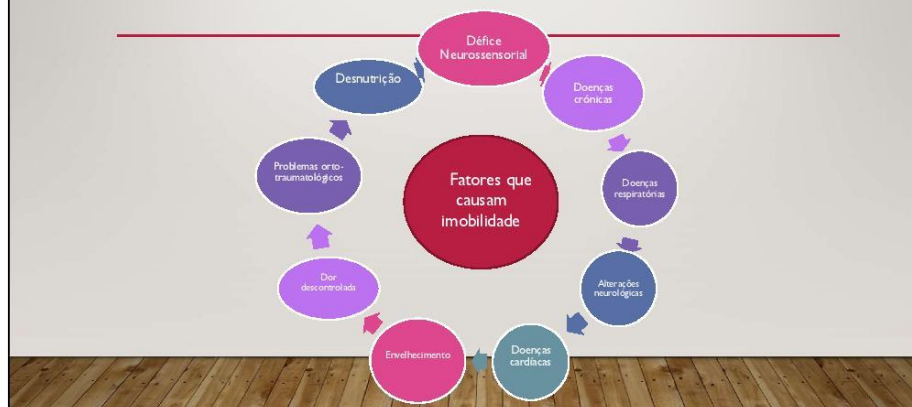 Défice
Neurossensorial
Doenças
crónicas
Doenças
respiratórias
Alterações
neurológicas
Doenças
cardíacas
Envelhecimento
Dor
descontrolada
Problemas orto-
traumatológicos
Desnutrição
Fatores que
causam
imobilidade